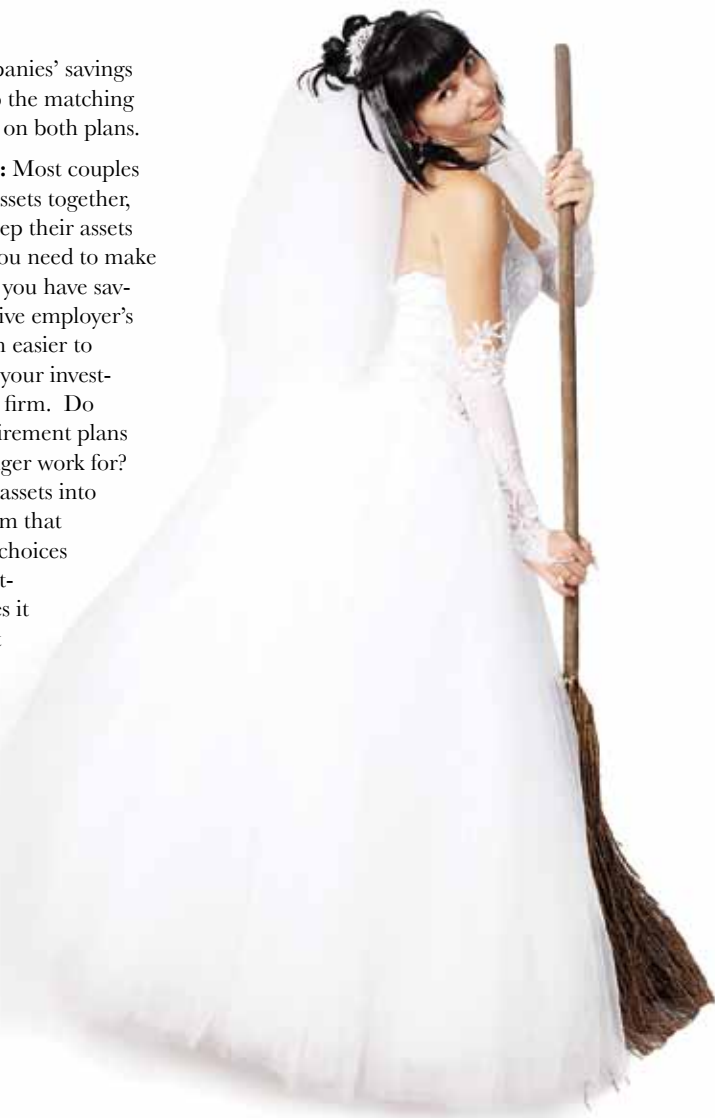 panies’ savings
the matching
on both plans.
: Most couples
ssets together,
ep their assets
ou need to make
you have sav-
ive employer’s
n easier to
your invest-
firm.  Do
irement plans
ger work for?
assets into
m that
choices
t-
es it